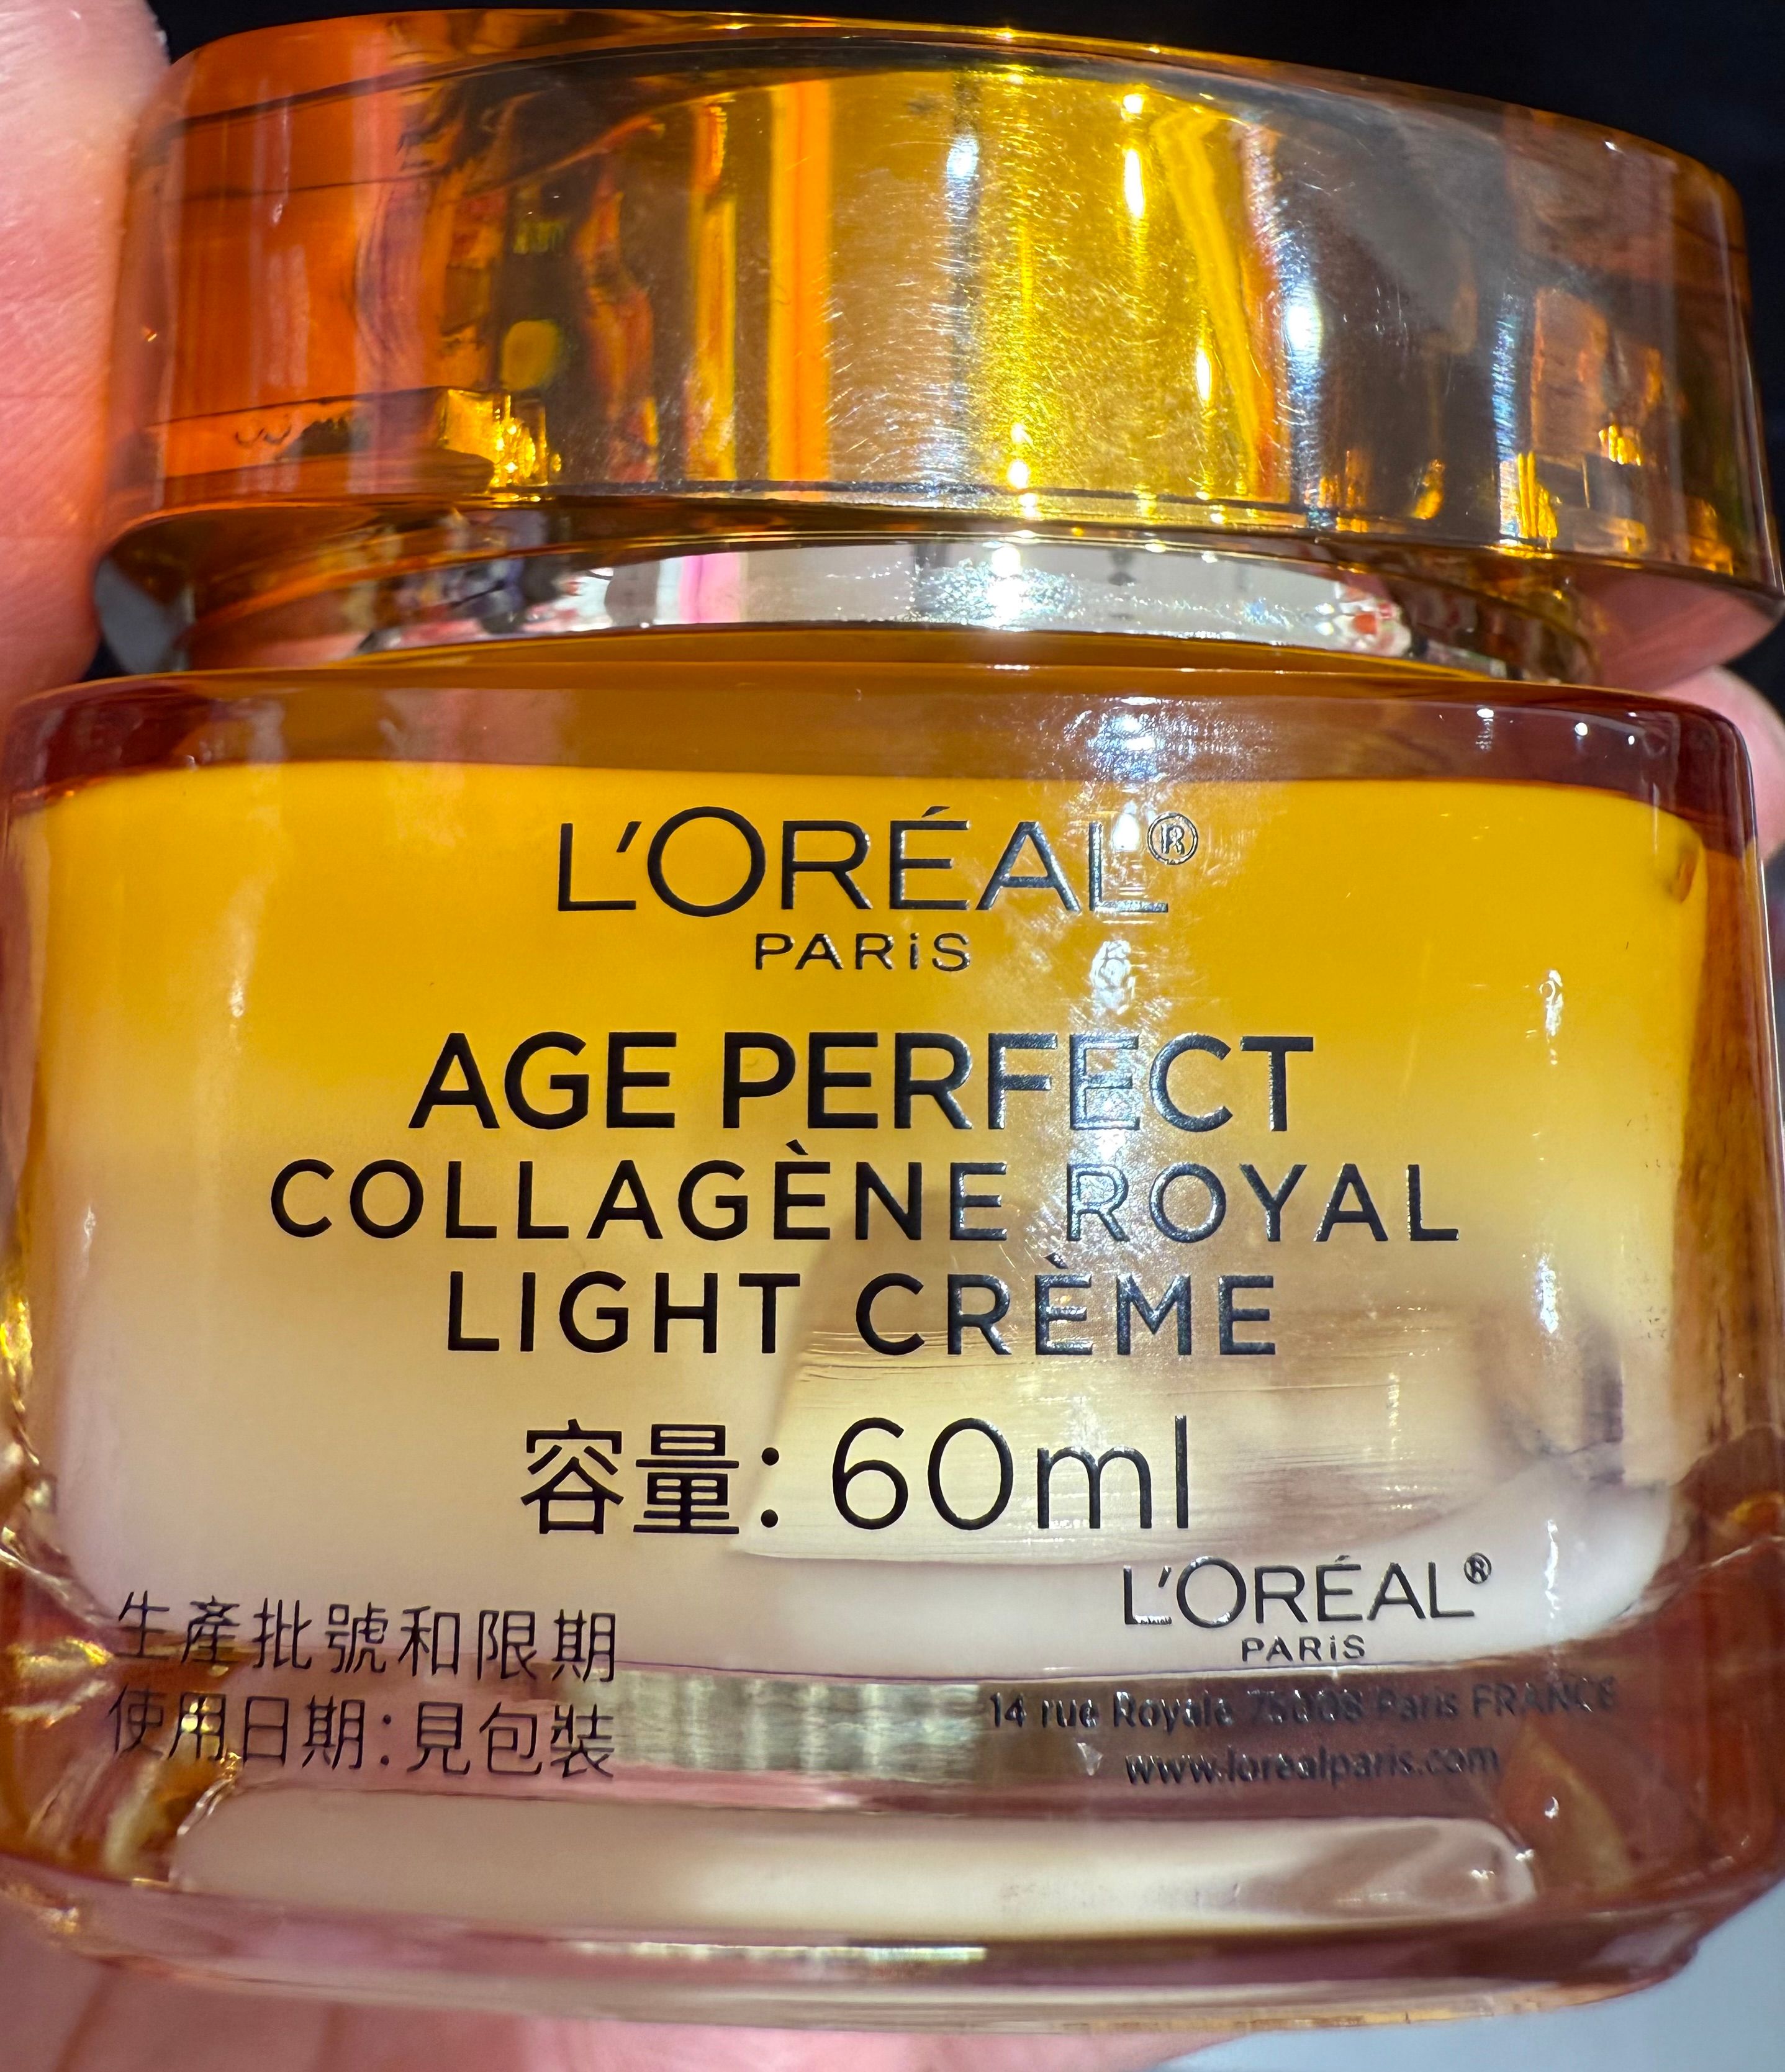 L'ORÉAL®
PARiS
AGE PERFECT
COLLAGÈNE ROYAL
LIGHT CRÈME
容量: 60ml
生產批號和限期
使用日期: 見包裝
L'ORÉAL®
PARiS
14 rue Royale 75008 Paris FRANCE
www.lorealparis.com